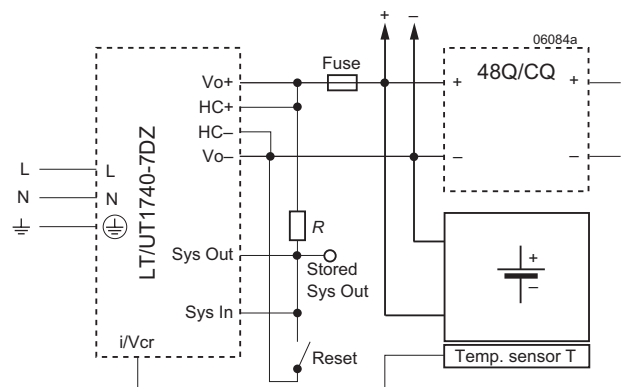 + −
06084a
Fuse
48Q/CQ
Vo+
+ +
HC+
HC–
Vo–
– –
LT/UT1740-7DZ
L L
N N
R
+
–
Sys Out
Stored
Sys Out
Sys In
i/Vcr
Reset
Temp. sensor T